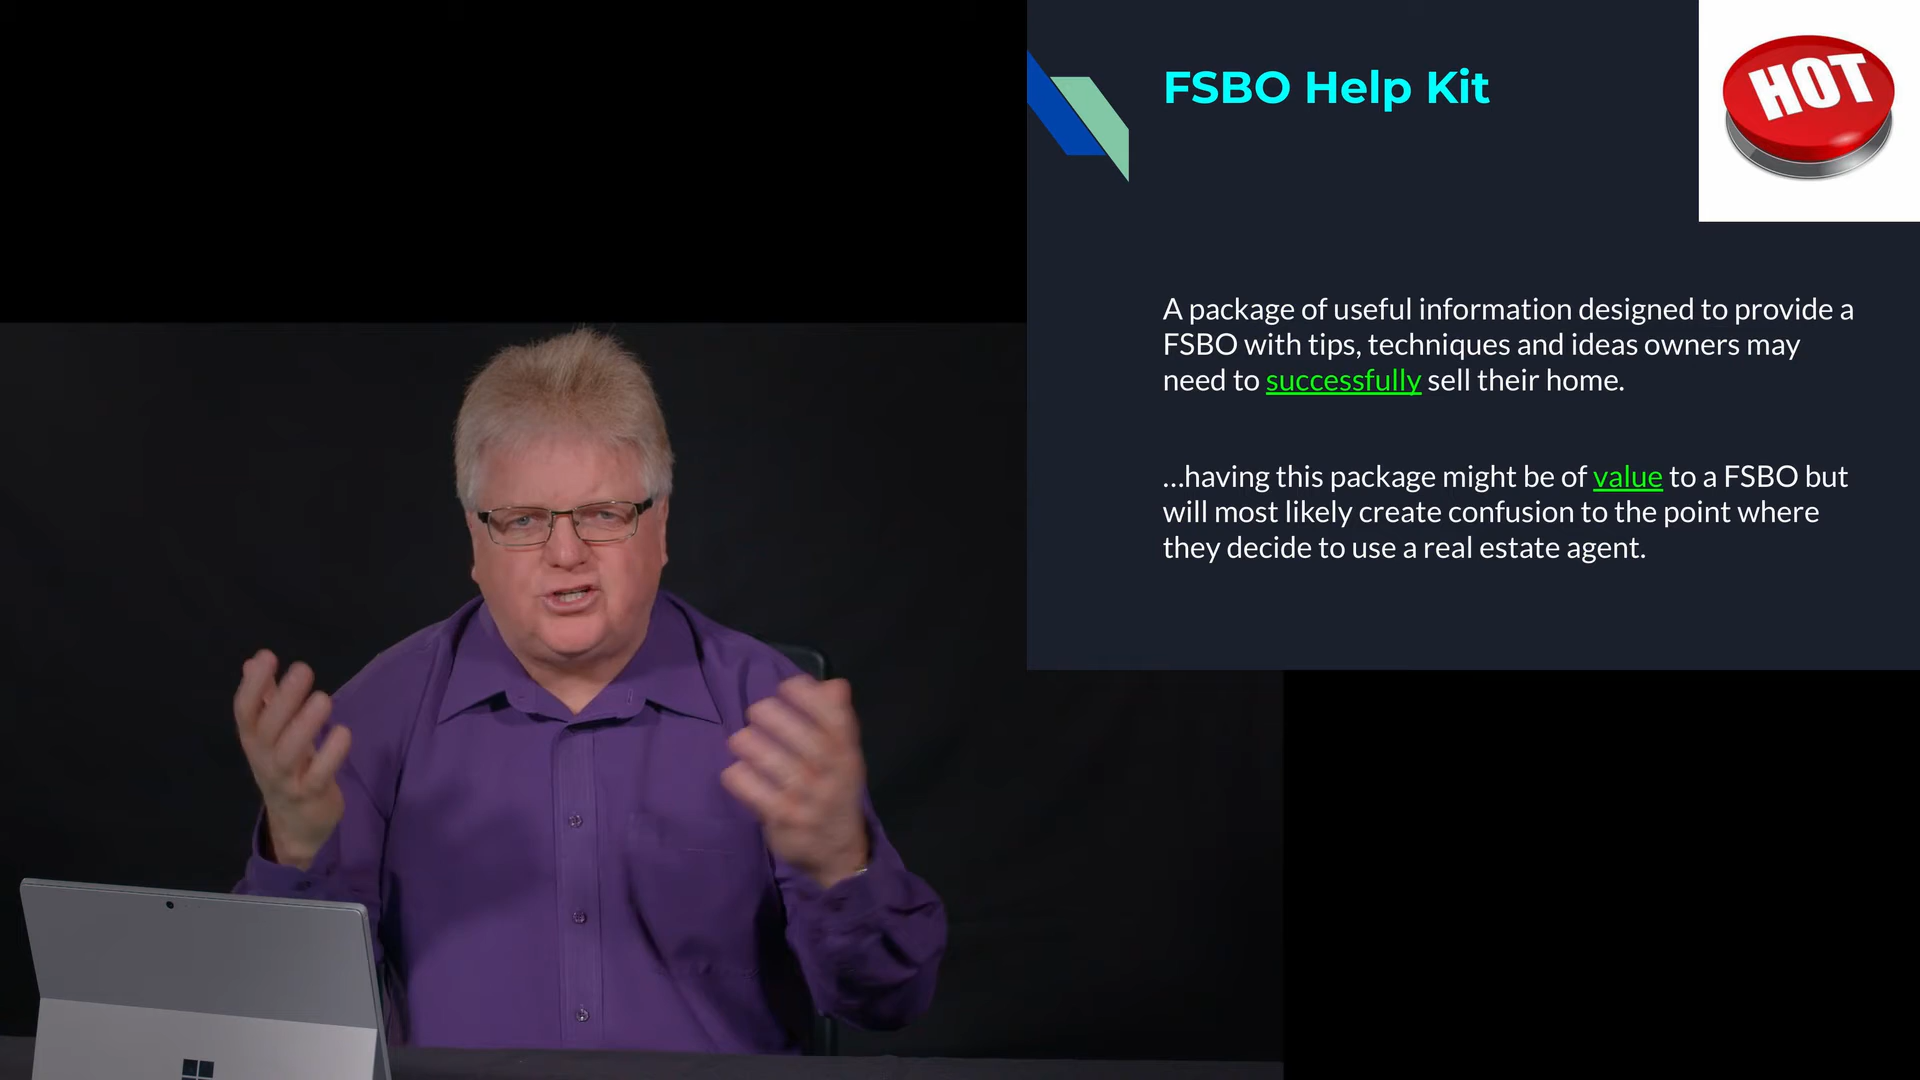 FSBO Help Kit
HOT
A package of useful information designed to provide a
FSBO with tips, techniques and ideas owners may
need to successfully sell their home.
...having this package might be of value to a FSBO but
will most likely create confusion to the point where
they decide to use a real estate agent.